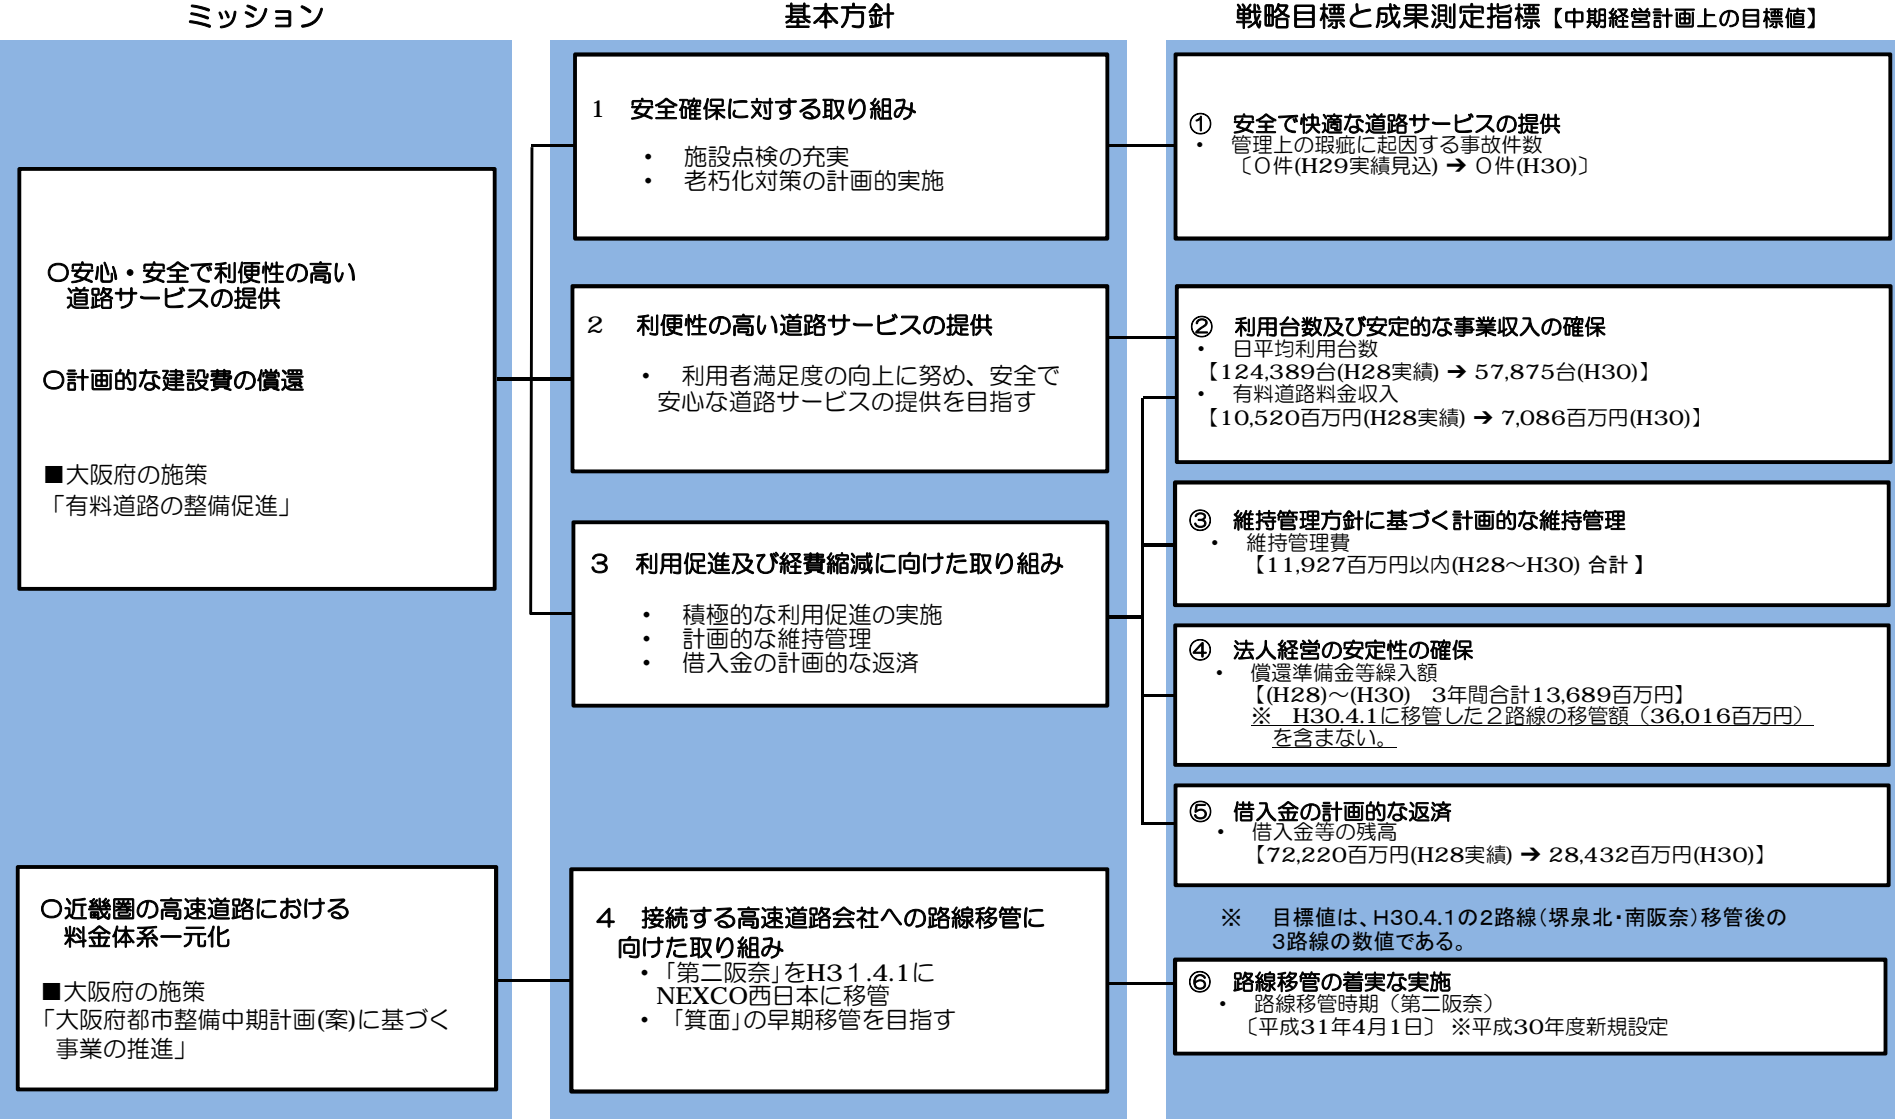 ミッション
○安心・安全で利便性の高い
道路サービスの提供
○計画的な建設費の償還
■大阪府の施策
「有料道路の整備促進」
○近畿圏の高速道路における
料金体系一元化
■大阪府の施策
「大阪府都市整備中期計画(案)に基づく
事業の推進」
基本方針
1 安全確保に対する取り組み
・ 施設点検の充実
・ 老朽化対策の計画的実施
2 利便性の高い道路サービスの提供
・ 利用者満足度の向上に努め、安全で
安心な道路サービスの提供を目指す
3 利用促進及び経費縮減に向けた取り組み
・ 積極的な利用促進の実施
・ 計画的な維持管理
・ 借入金の計画的な返済
4 接続する高速道路会社への路線移管に
向けた取り組み
・「第二阪奈」をH31.4.1に
NEXCO西日本に移管
・ 「箕面」の早期移管を目指す
戦略目標と成果測定指標【中期経営計画上の目標値】
① 安全で快適な道路サービスの提供
・ 管理上の瑕疵に起因する事故件数
〔0件(H29実績見込) ➔ 0件(H30)〕
② 利用台数及び安定的な事業収入の確保
・ 日平均利用台数
【124,389台(H28実績) ➔ 57,875台(H30)】
・ 有料道路料金収入
【10,520百万円(H28実績) ➔ 7,086百万円(H30)】
③ 維持管理方針に基づく計画的な維持管理
・ 維持管理費
【11,927百万円以内(H28～H30) 合計 】
④ 法人経営の安定性の確保
・ 償還準備金等繰入額
【(H28)～(H30) 3年間合計13,689百万円】
※ H30.4.1に移管した2路線の移管額（36,016百万円）
を含まない。
⑤ 借入金の計画的な返済
・ 借入金等の残高
【72,220百万円(H28実績) ➔ 28,432百万円(H30)】
※ 目標値は、H30.4.1の2路線（堺泉北・南阪奈）移管後の
3路線の数値である。
⑥ 路線移管の着実な実施
・ 路線移管時期（第二阪奈）
〔平成31年4月1日〕 ※平成30年度新規設定